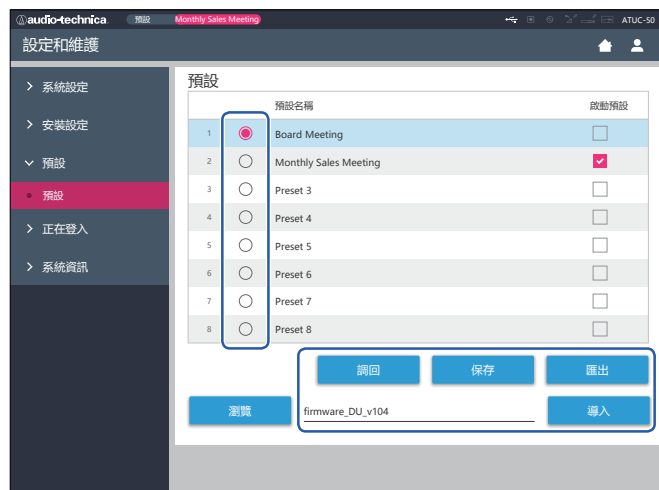 audio-technica. 預設 Monthly Sales Meeting ATUC-50
設定和維護
系統設定
安裝設定
預設
預設
正在登入
系統資訊
預設
預設名稱 啟動預設
1 Board Meeting
2 Monthly Sales Meeting
3 Preset 3
4 Preset 4
5 Preset 5
6 Preset 6
7 Preset 7
8 Preset 8
調回 保存 匯出
瀏覽 firmware_DU_v104 導入